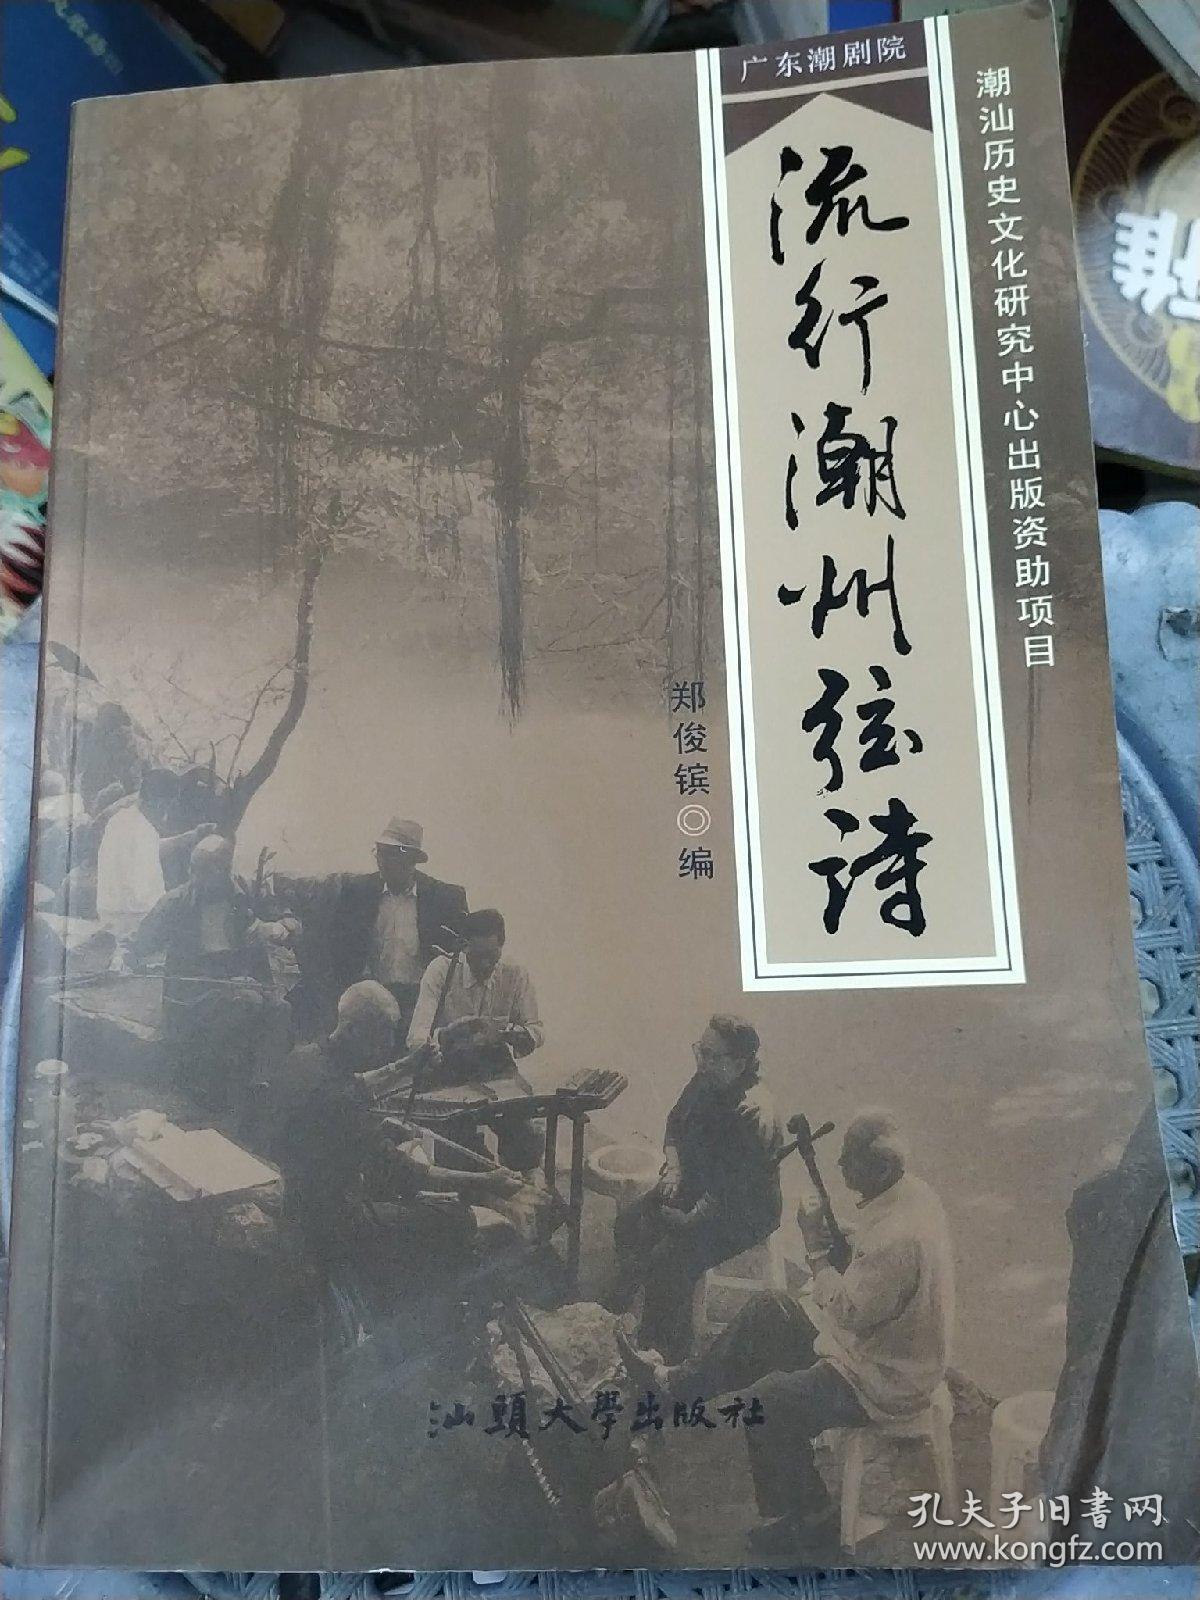 广东潮剧院
流行潮州弦诗
潮汕历史文化研究中心出版资助项目
郑俊镔◎编
汕頭大學出版社
孔夫子旧书网
www.kongfz.com